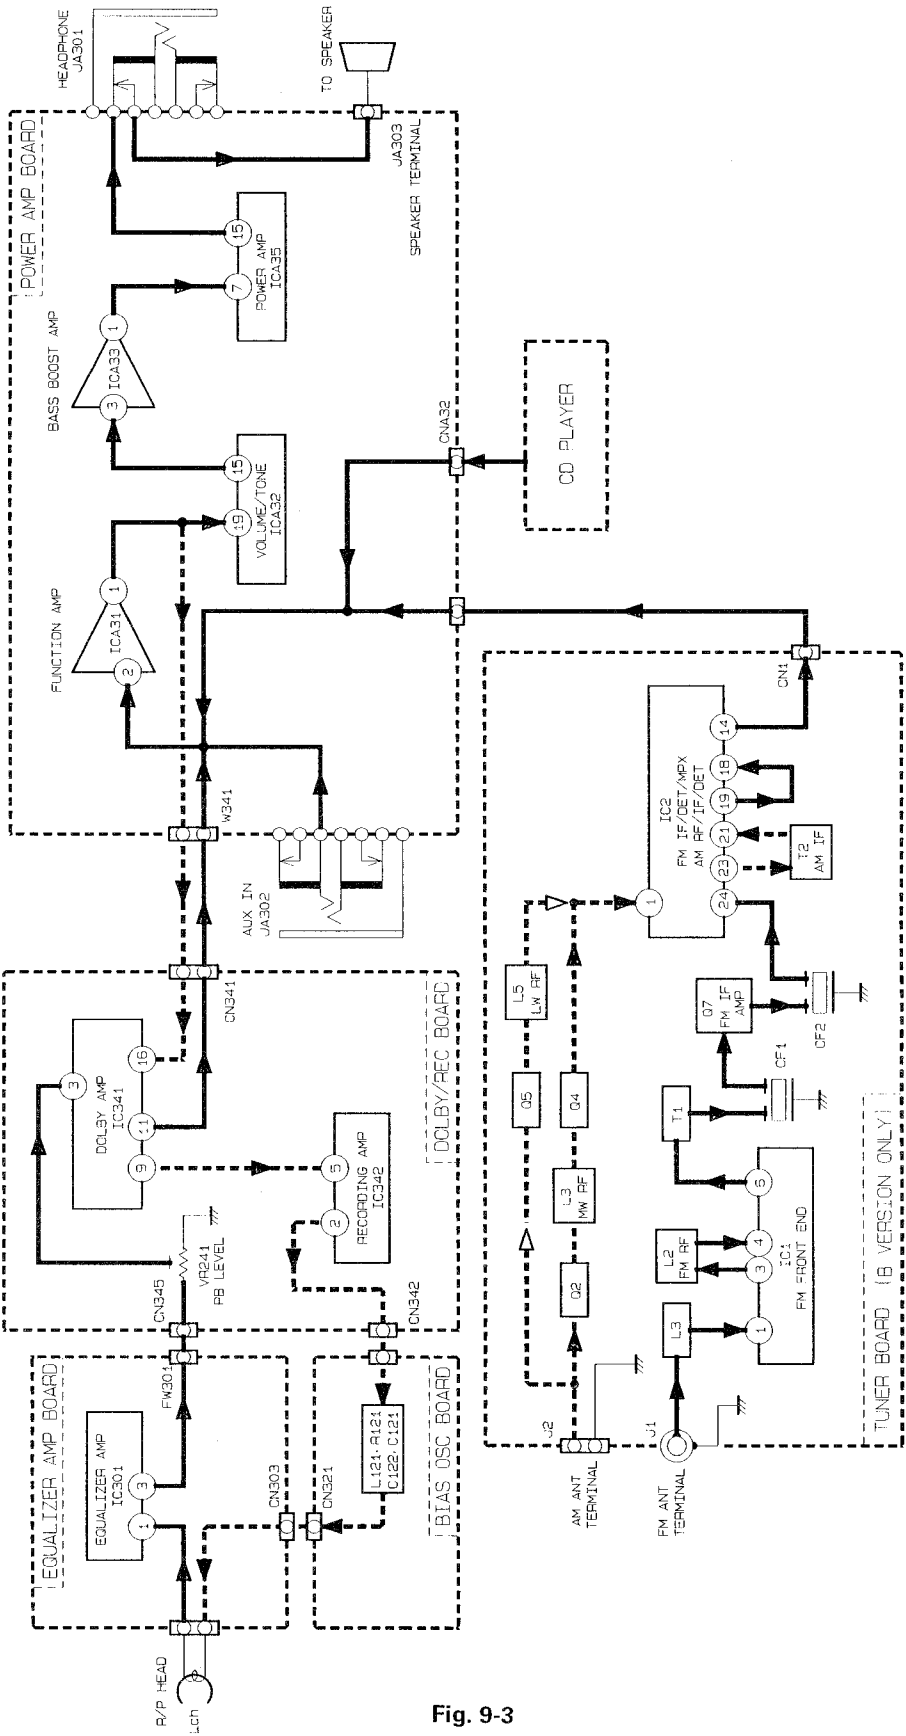 R/P HEAD
Lch
EQUALIZER AMP BOARD
EQUALIZER AMP
IC301
1
3
FW301
CN303
CN321
BIAS OSC BOARD
L121, R121
C122, C121
CN345
VR241
PB LEVEL
CN342
DOLBY AMP
IC341
3
9
11
16
RECORDING AMP
IC342
2
5
DOLBY/REC BOARD
CN341
W341
AUX IN
JA302
POWER AMP BOARD
FUNCTION AMP
ICA31
2
1
VOLUME/TONE
ICA32
19
15
BASS BOOST AMP
ICA33
3
1
POWER AMP
ICA35
7
15
HEADPHONE
JA301
TO SPEAKER
JA303
SPEAKER TERMINAL
CNA32
CD PLAYER
AM ANT
TERMINAL
J2
FM ANT
TERMINAL
J1
Q2
L3
MW RF
Q4
Q5
L5
LW RF
L3
L2
FM RF
IC1
FM FRONT END
1
3
4
6
T1
CF1
Q7
FM IF
AMP
CF2
IC2
FM IF/DET/MPX
AM RF/IF/DET
1
24
23
21
19
18
14
T2
AM IF
CN1
TUNER BOARD (B VERSION ONLY)
Fig. 9-3